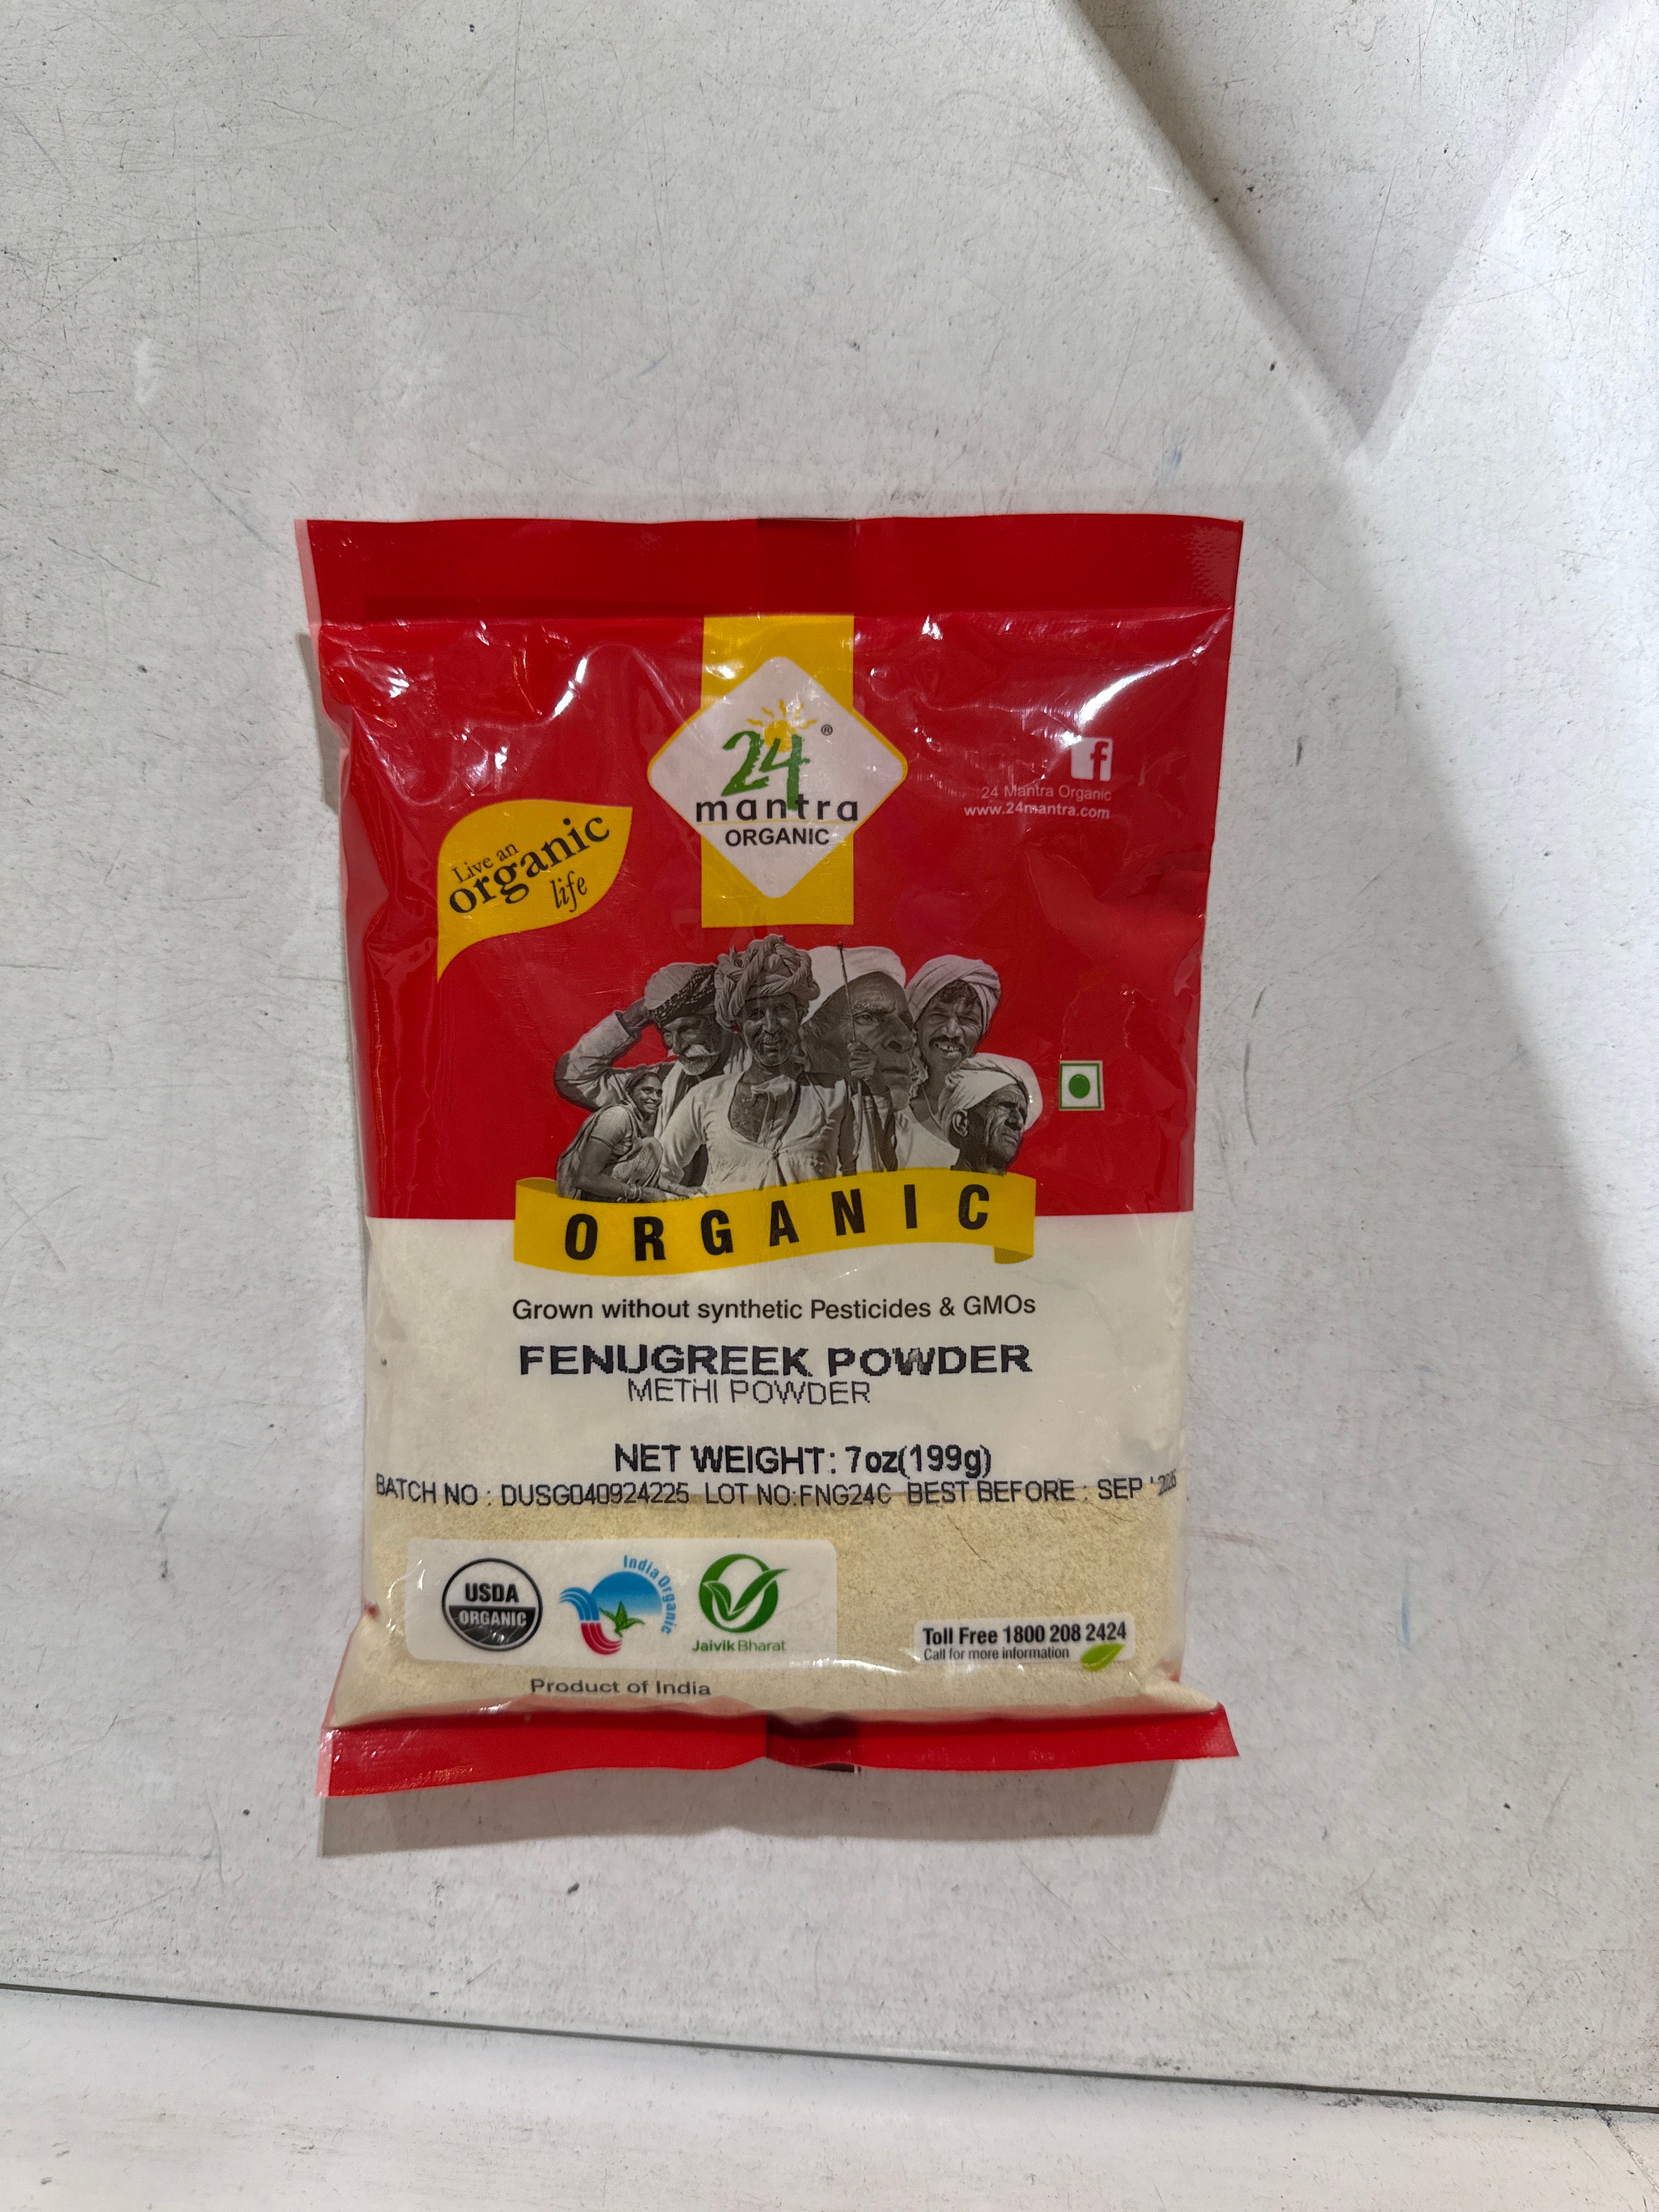 24
®
mantra
ORGANIC
f
24 Mantra Organic
www.24mantra.com
Live an
organic
life
ORGANIC
Grown without synthetic Pesticides & GMOs
FENUGREEK POWDER
METHI POWDER
NET WEIGHT: 7oz(199g)
BATCH NO : DUSG040924225 LOT NO:FNG24C BEST BEFORE : SEP '
USDA
ORGANIC
India Organic
Jaivik Bharat
Toll Free 1800 208 2424
Call for more information
Product of India